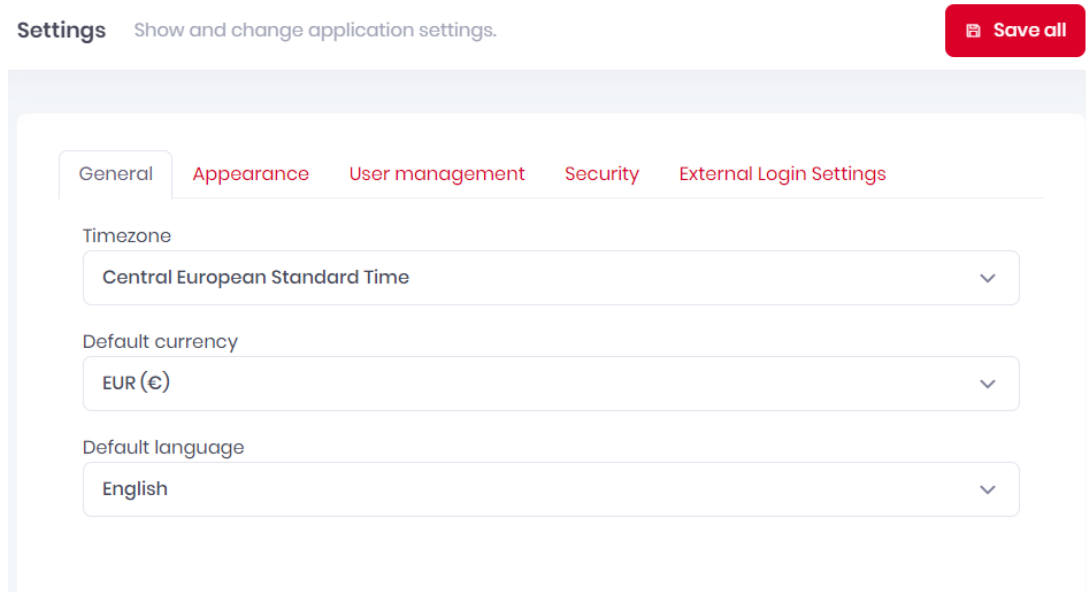 Settings Show and change application settings. Save all
General Appearance User management Security External Login Settings
Timezone
Central European Standard Time
Default currency
EUR (€)
Default language
English